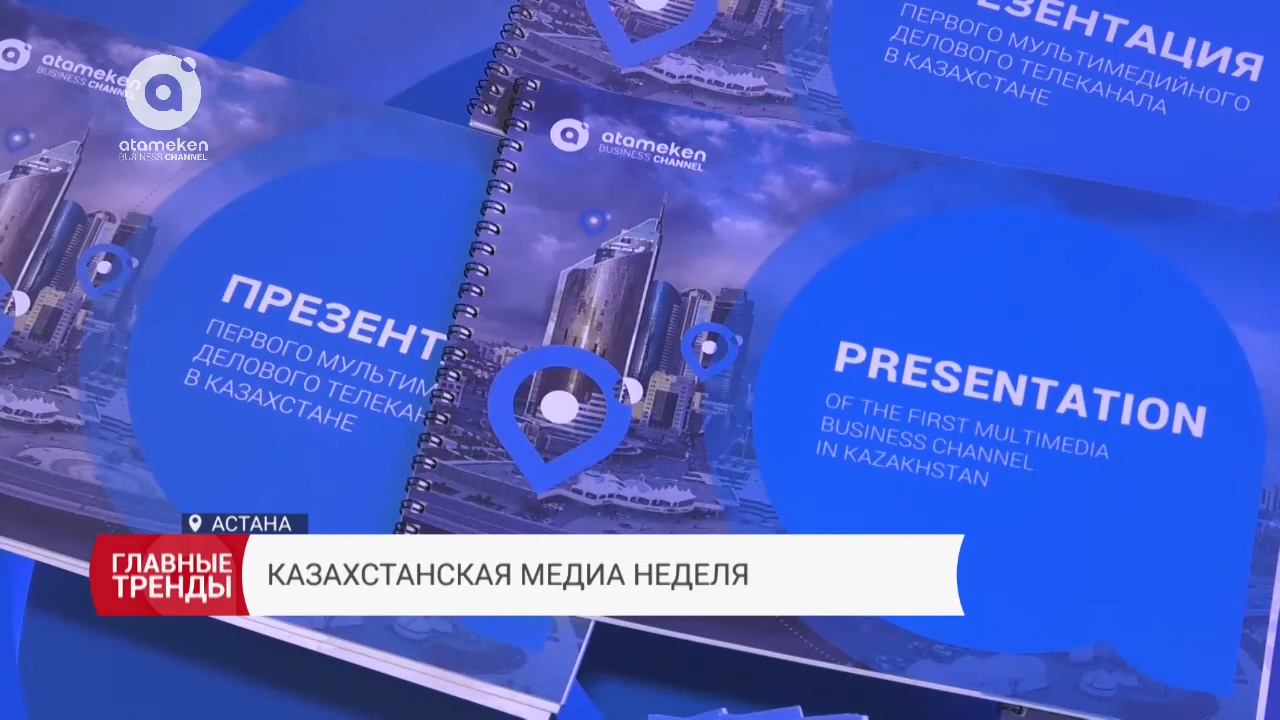 atameken
BUSINESS CHANNEL
atameken
BUSINESS CHANNEL
ПРЕЗЕНТ
ПЕРВОГО МУЛЬТИМ
ДЕЛОВОГО ТЕЛЕКАН
В КАЗАХСТАНЕ
ЕЗЕНТАЦИЯ
ПЕРВОГО МУЛЬТИМЕДИЙНОГО
ДЕЛОВОГО ТЕЛЕКАНАЛА
В КАЗАХСТАНЕ
atameken
BUSINESS CHANNEL
PRESENTATION
OF THE FIRST MULTIMEDIA
BUSINESS CHANNEL
IN KAZAKHSTAN
АСТАНА
ГЛАВНЫЕ
ТРЕНДЫ
КАЗАХСТАНСКАЯ МЕДИА НЕДЕЛЯ